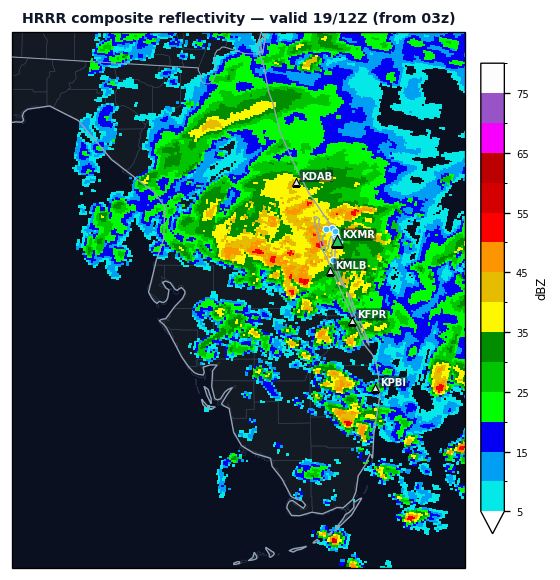 HRRR composite reflectivity — valid 19/12Z (from 03z)
75
65
55
45
35
25
15
5
dBZ
KDAB
KXMR
KMLB
KFPR
KPBI